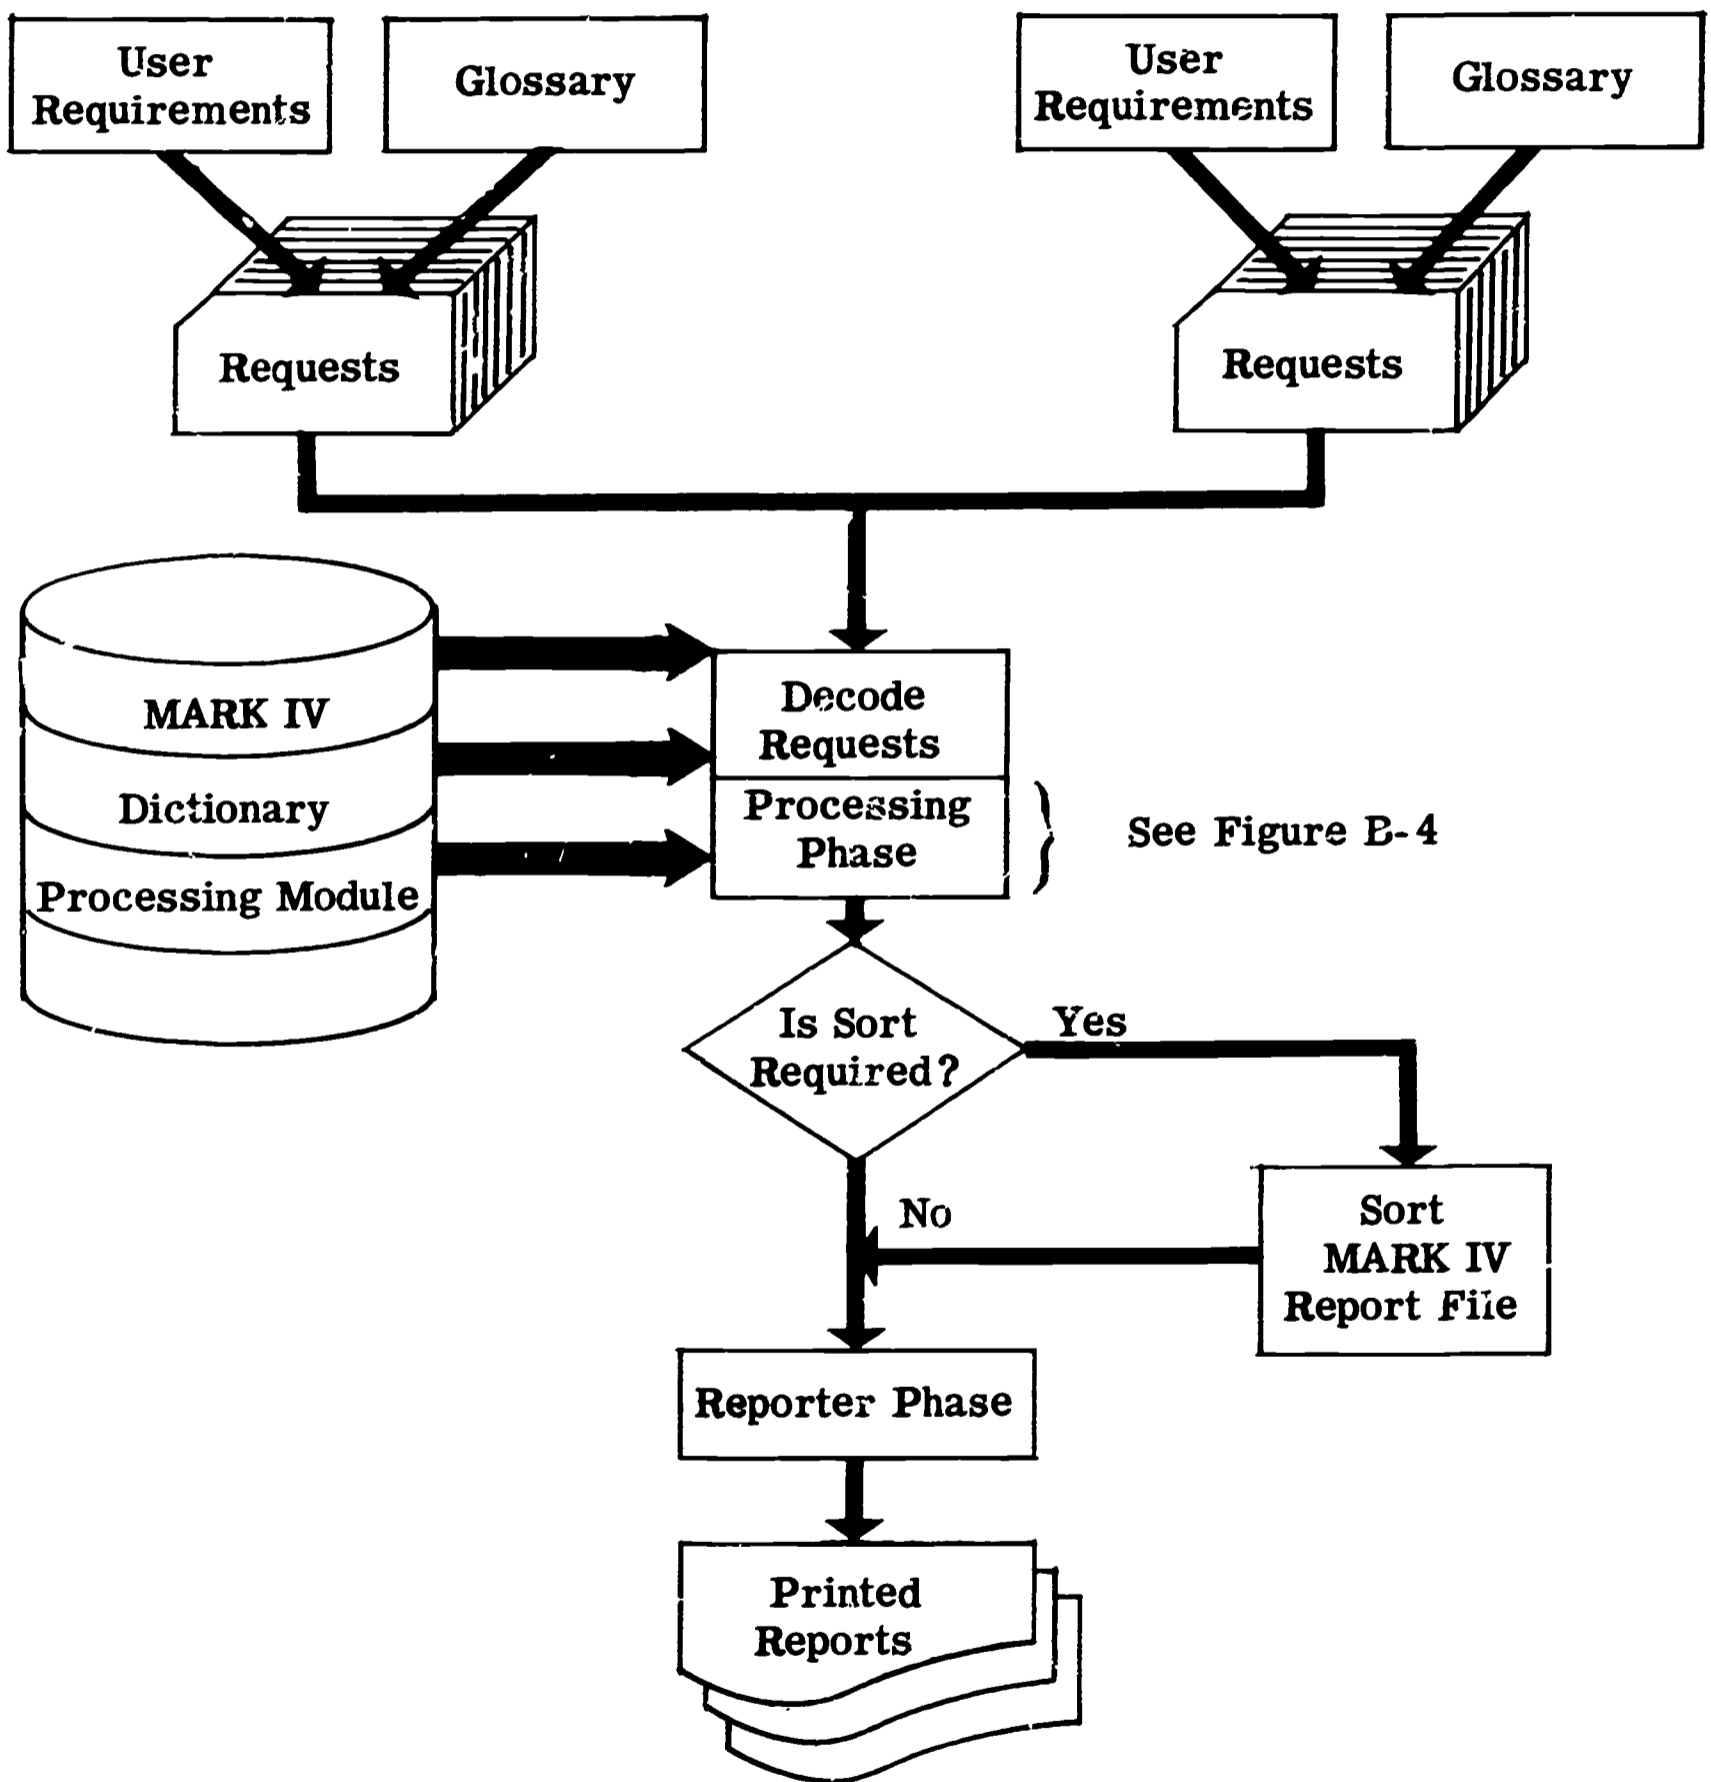 User
Requirements
Glossary
User
Requirements
Glossary
Requests
Requests
MARK IV
Dictionary
Processing Module
Decode
Requests
Processing
Phase
See Figure B-4
Is Sort
Required?
Yes
No
Sort
MARK IV
Report File
Reporter Phase
Printed
Reports